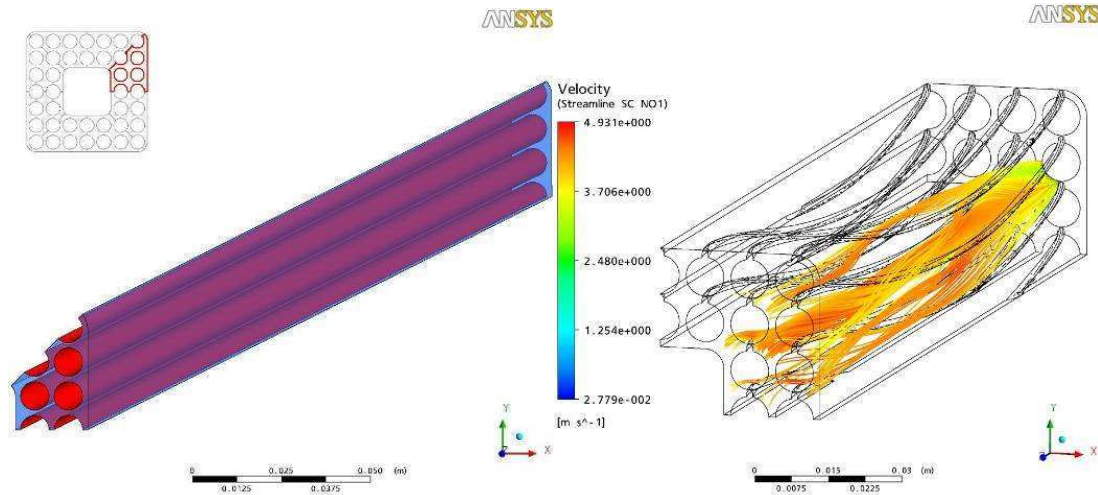 ANSYS
ANSYS
Velocity
(Streamline SC NO1)
4.931e+000
3.706e+000
2.480e+000
1.254e+000
2.779e-002
[m s^-1]
Y
X
Z
0 0.025 0.050 (m)
0.0125 0.0375
Y
X
0 0.015 0.03 (m)
0.0075 0.0225